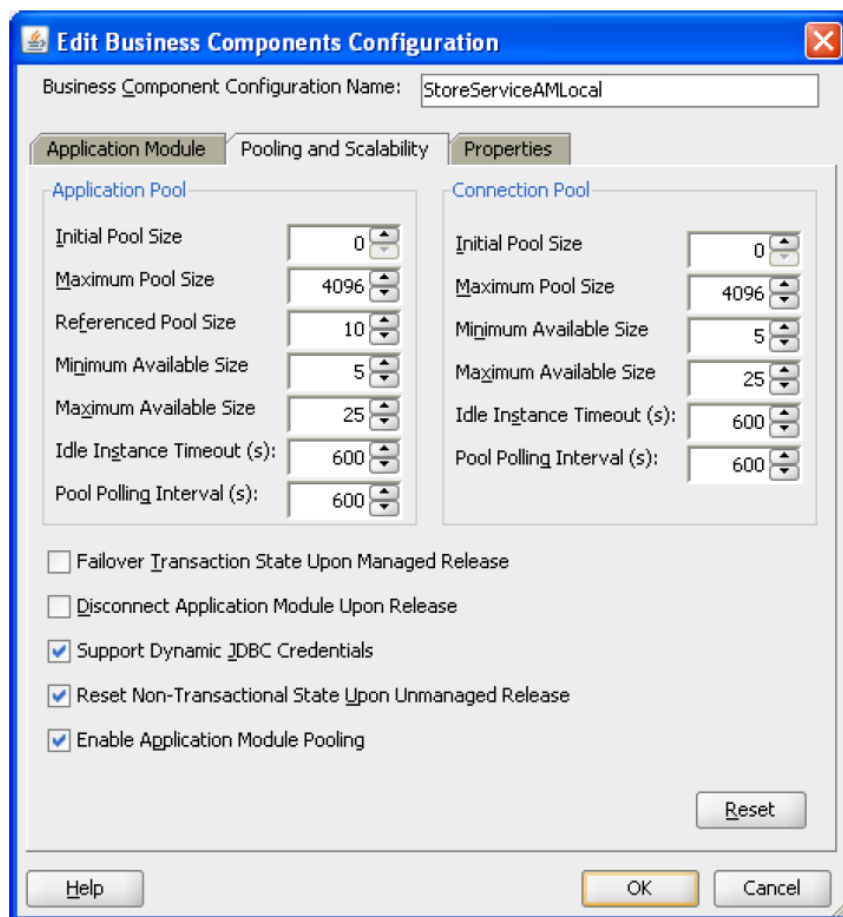 Edit Business Components Configuration
Business Component Configuration Name: StoreServiceAMLocal
Application Module Pooling and Scalability Properties
Application Pool
Initial Pool Size 0
Maximum Pool Size 4096
Referenced Pool Size 10
Minimum Available Size 5
Maximum Available Size 25
Idle Instance Timeout (s): 600
Pool Polling Interval (s): 600
Connection Pool
Initial Pool Size 0
Maximum Pool Size 4096
Minimum Available Size 5
Maximum Available Size 25
Idle Instance Timeout (s): 600
Pool Polling Interval (s): 600
Failover Transaction State Upon Managed Release
Disconnect Application Module Upon Release
Support Dynamic JDBC Credentials
Reset Non-Transactional State Upon Unmanaged Release
Enable Application Module Pooling
Reset
Help OK Cancel